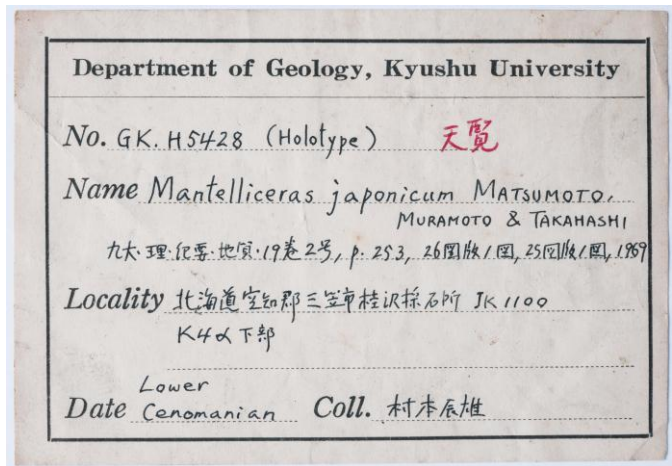 Department of Geology, Kyushu University
No. GK. H5428 (Holotype) 天覧
Name Mantelliceras japonicum MATSUMOTO,
MURAMOTO & TAKAHASHI
九大・理・紀要・地質・19巻2号, p. 253, 26図版1図, 25図版1図, 1969
Locality 北海道空知郡三笠市桂沢採石所 IK1100
K4α下部
Lower
Date Cenomanian Coll. 村本辰雄